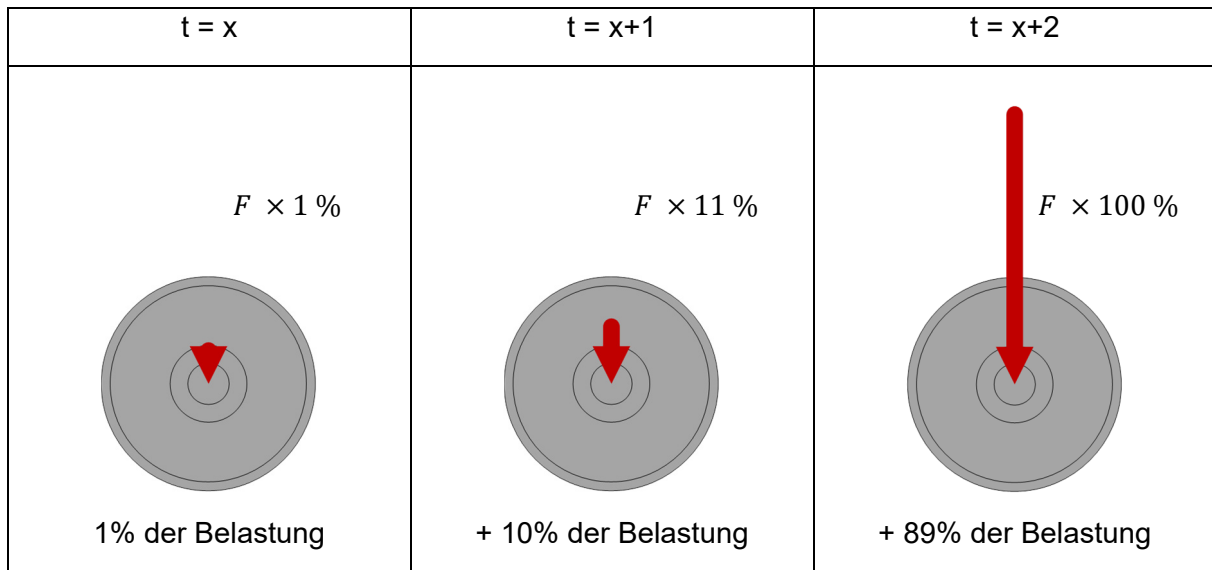 t = x
t = x+1
t = x+2
F × 1 %
F × 11 %
F × 100 %
1% der Belastung
+ 10% der Belastung
+ 89% der Belastung